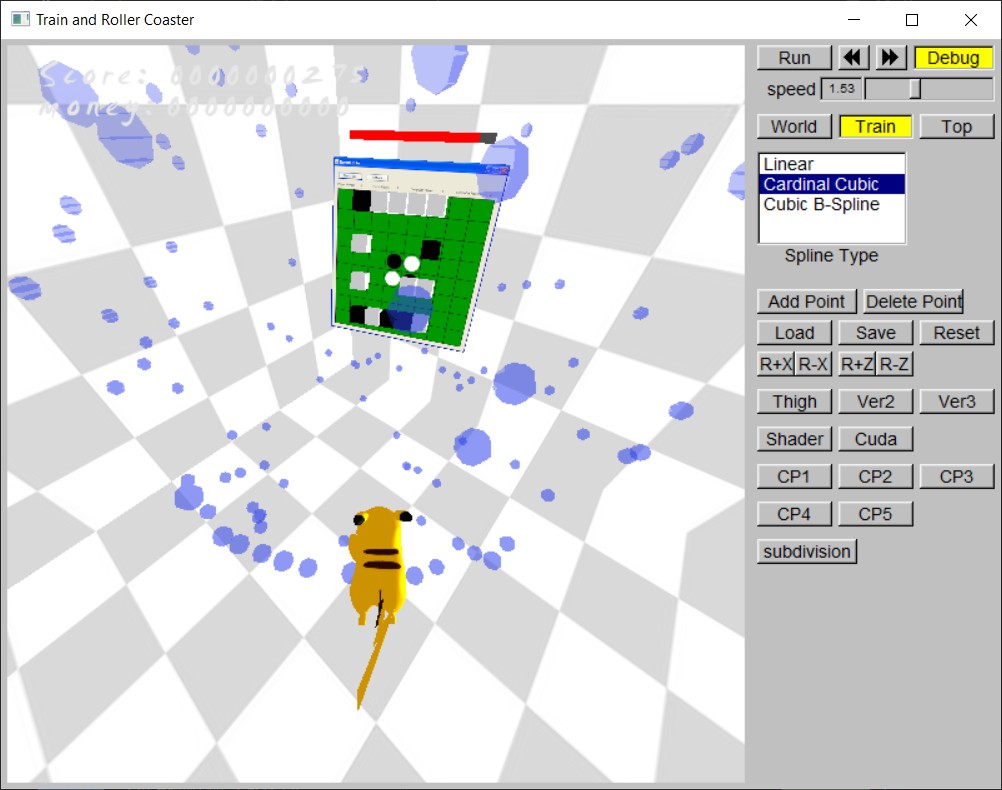 Train and Roller Coaster
Score: 0000000275
money: 0000000000
Run
Debug
speed 1.53
World Train Top
Linear
Cardinal Cubic
Cubic B-Spline
Spline Type
Add Point Delete Point
Load Save Reset
R+X R-X R+Z R-Z
Thigh Ver2 Ver3
Shader Cuda
CP1 CP2 CP3
CP4 CP5
subdivision